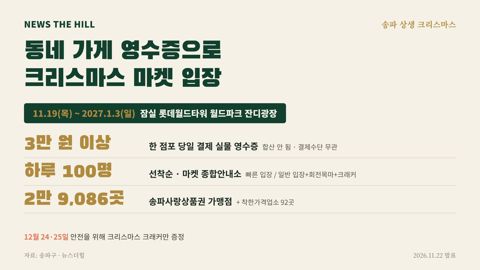 NEWS THE HILL
송파 상생 크리스마스
동네 가게 영수증으로
크리스마스 마켓 입장
11.19(목) ~ 2027.1.3(일) 잠실 롯데월드타워 월드파크 잔디광장
3만 원 이상 한 점포 당일 결제 실물 영수증 합산 안 됨 · 결제수단 무관
하루 100명 선착순 · 마켓 종합안내소 빠른 입장 / 일반 입장+회전목마+크래커
2만 9,086곳 송파사랑상품권 가맹점 + 착한가격업소 92곳
12월 24·25일 안전을 위해 크리스마스 크래커만 증정
자료: 송파구 · 뉴스더힐
2026.11.22 발표